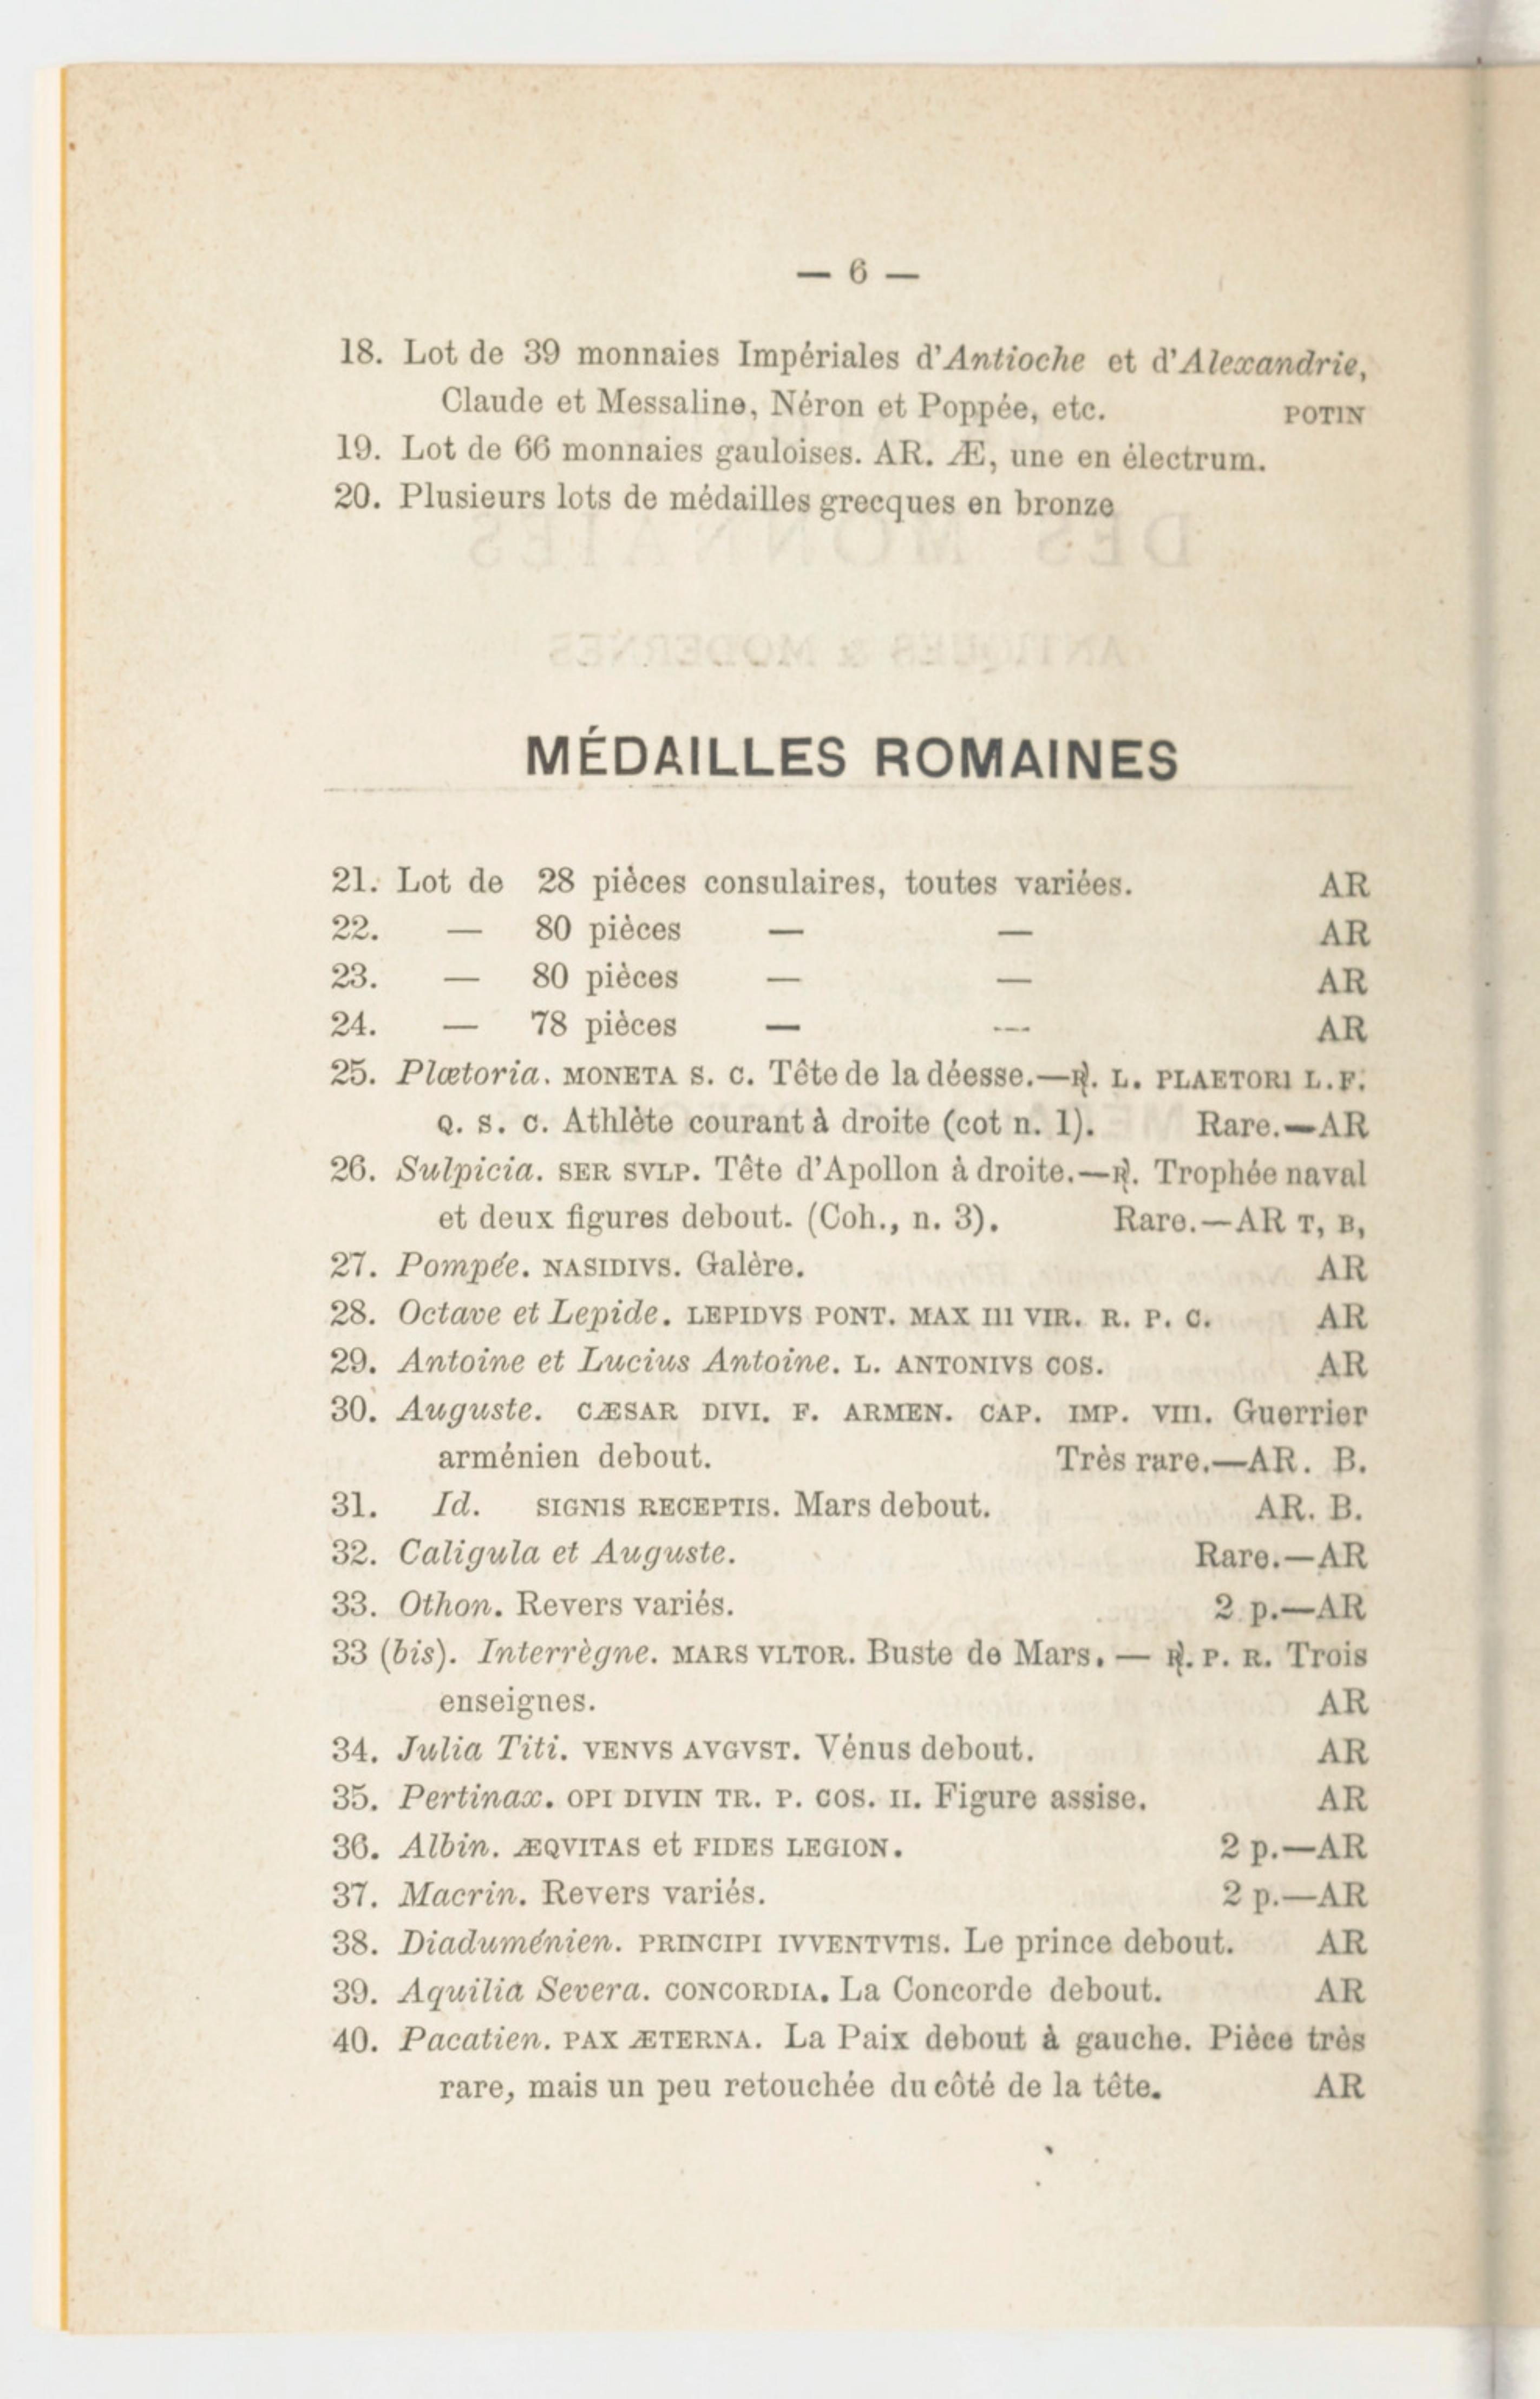 — 6 —
18. Lot de 39 monnaies Impériales d'Antioche et d'Alexandrie,
Claude et Messaline, Néron et Poppée, etc. POTIN
19. Lot de 66 monnaies gauloises. AR. Æ, une en électrum.
20. Plusieurs lots de médailles grecques en bronze
MÉDAILLES ROMAINES
21. Lot de 28 pièces consulaires, toutes variées. AR
22. — 80 pièces — — AR
23. — 80 pièces — — AR
24. — 78 pièces — — AR
25. Plætoria. MONETA S. C. Tête de la déesse.—℟. L. PLAETORI L.F.
Q. S. C. Athlète courant à droite (cot n. 1). Rare.—AR
26. Sulpicia. SER SVLP. Tête d'Apollon à droite.—℟. Trophée naval
et deux figures debout. (Coh., n. 3). Rare.—AR T, B,
27. Pompée. NASIDIVS. Galère. AR
28. Octave et Lepide. LEPIDVS PONT. MAX III VIR. R. P. C. AR
29. Antoine et Lucius Antoine. L. ANTONIVS COS. AR
30. Auguste. CÆSAR DIVI. F. ARMEN. CAP. IMP. VIII. Guerrier
arménien debout. Très rare.—AR. B.
31. Id. SIGNIS RECEPTIS. Mars debout. AR. B.
32. Caligula et Auguste. Rare.—AR
33. Othon. Revers variés. 2 p.—AR
33 (bis). Interrègne. MARS VLTOR. Buste de Mars. — ℟. P. R. Trois
enseignes. AR
34. Julia Titi. VENVS AVGVST. Vénus debout. AR
35. Pertinax. OPI DIVIN TR. P. COS. II. Figure assise. AR
36. Albin. ÆQVITAS et FIDES LEGION. 2 p.—AR
37. Macrin. Revers variés. 2 p.—AR
38. Diaduménien. PRINCIPI IVVENTVTIS. Le prince debout. AR
39. Aquilia Severa. CONCORDIA. La Concorde debout. AR
40. Pacatien. PAX ÆTERNA. La Paix debout à gauche. Pièce très
rare, mais un peu retouchée du côté de la tête. AR